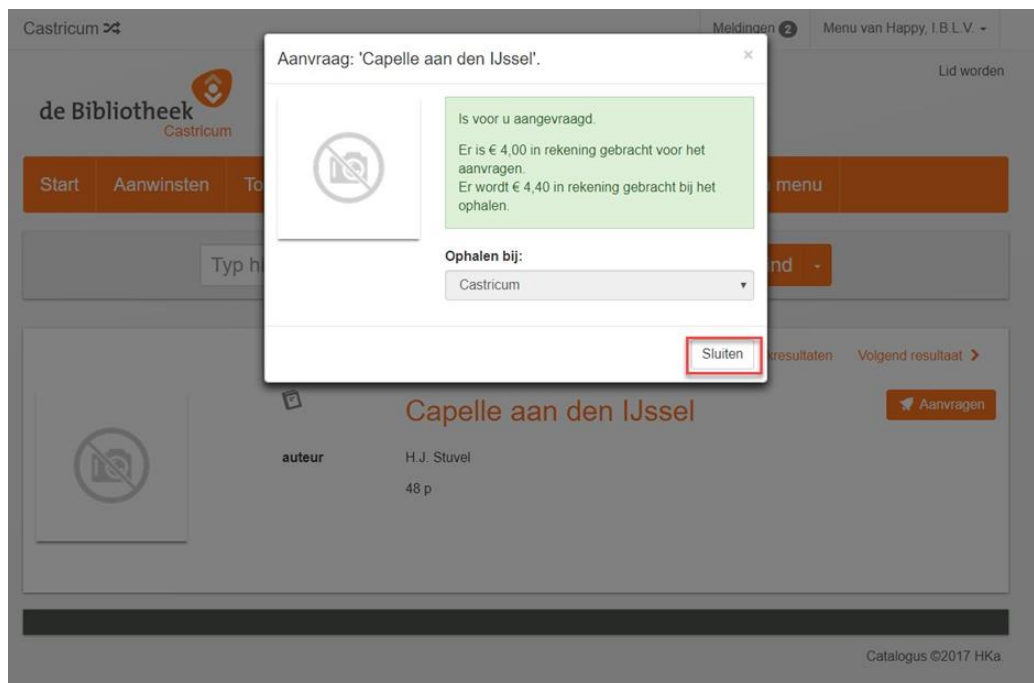 Castricum
Meldingen 2 Menu van Happy, I.B.L.V.
Lid worden
de Bibliotheek
Castricum
Start Aanwinsten To menu
Typ hi nd
Aanvraag: 'Capelle aan den IJssel'. ×
Is voor u aangevraagd.
Er is € 4,00 in rekening gebracht voor het
aanvragen.
Er wordt € 4,40 in rekening gebracht bij het
ophalen.
Ophalen bij:
Castricum
Sluiten
kresultaten Volgend resultaat
Capelle aan den IJssel
Aanvragen
auteur H.J. Stuvel
48 p
Catalogus ©2017 HKa.